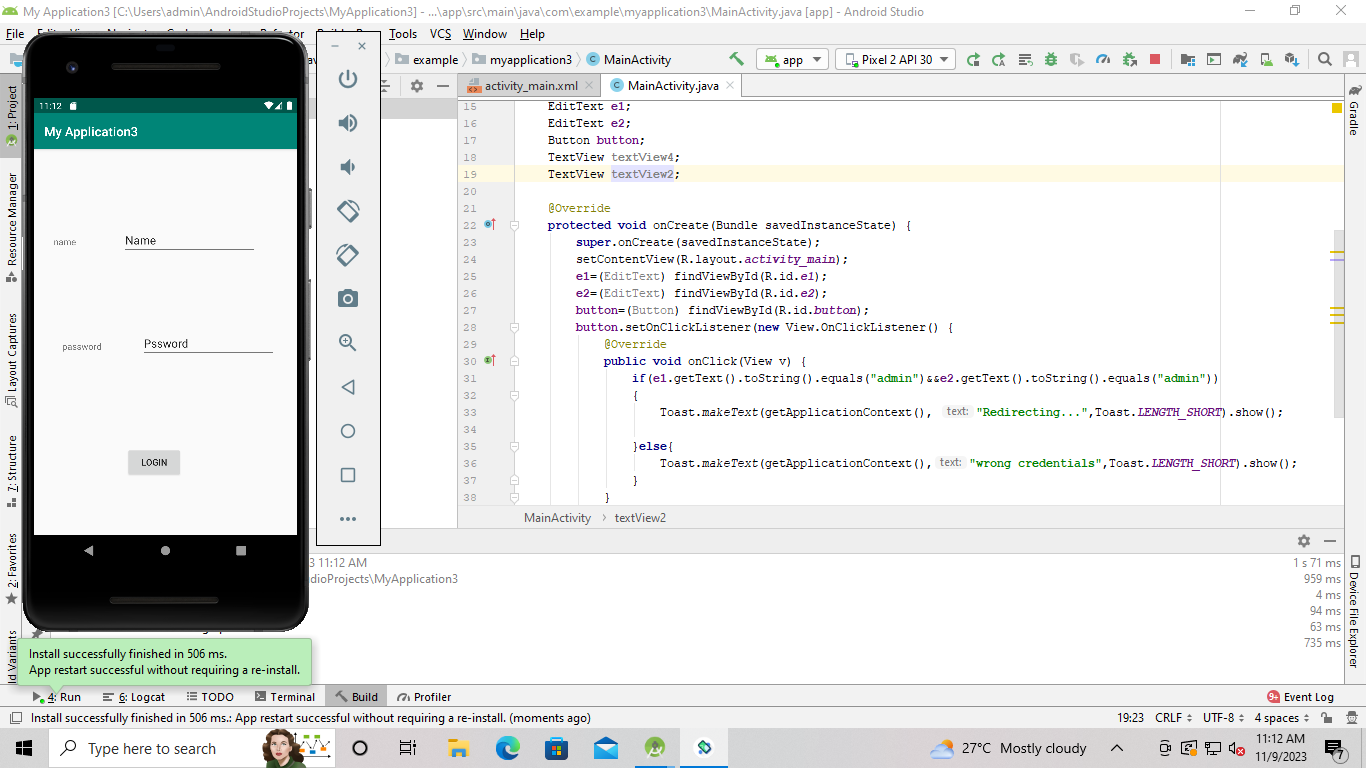 My Application3 [C:\Users\admin\AndroidStudioProjects\MyApplication3] - ...\app\src\main\java\com\example\myapplication3\MainActivity.java [app] - Android Studio
File
Tools VCS Window Help
example myapplication3 MainActivity
app
Pixel 2 API 30
activity_main.xml
MainActivity.java
1: Project
Resource Manager
Layout Captures
7: Structure
2: Favorites
ld Variants
11:12
My Application3
name
Name
password
Pssword
LOGIN
15 EditText e1;
16 EditText e2;
17 Button button;
18 TextView textView4;
19 TextView textView2;
20
21 @Override
22 protected void onCreate(Bundle savedInstanceState) {
23 super.onCreate(savedInstanceState);
24 setContentView(R.layout.activity_main);
25 e1=(EditText) findViewById(R.id.e1);
26 e2=(EditText) findViewById(R.id.e2);
27 button=(Button) findViewById(R.id.button);
28 button.setOnClickListener(new View.OnClickListener() {
29 @Override
30 public void onClick(View v) {
31 if(e1.getText().toString().equals("admin")&&e2.getText().toString().equals("admin"))
32 {
33 Toast.makeText(getApplicationContext(), text: "Redirecting...",Toast.LENGTH_SHORT).show();
34
35 }else{
36 Toast.makeText(getApplicationContext(), text: "wrong credentials",Toast.LENGTH_SHORT).show();
37 }
38 }
MainActivity > textView2
Gradle
Device File Explorer
3 11:12 AM
1 s 71 ms
dioProjects\MyApplication3
959 ms
4 ms
94 ms
63 ms
735 ms
Install successfully finished in 506 ms.
App restart successful without requiring a re-install.
4: Run 6: Logcat TODO Terminal Build Profiler
9+ Event Log
Install successfully finished in 506 ms.: App restart successful without requiring a re-install. (moments ago)
19:23 CRLF UTF-8 4 spaces
Type here to search
27°C Mostly cloudy
11:12 AM
11/9/2023
7